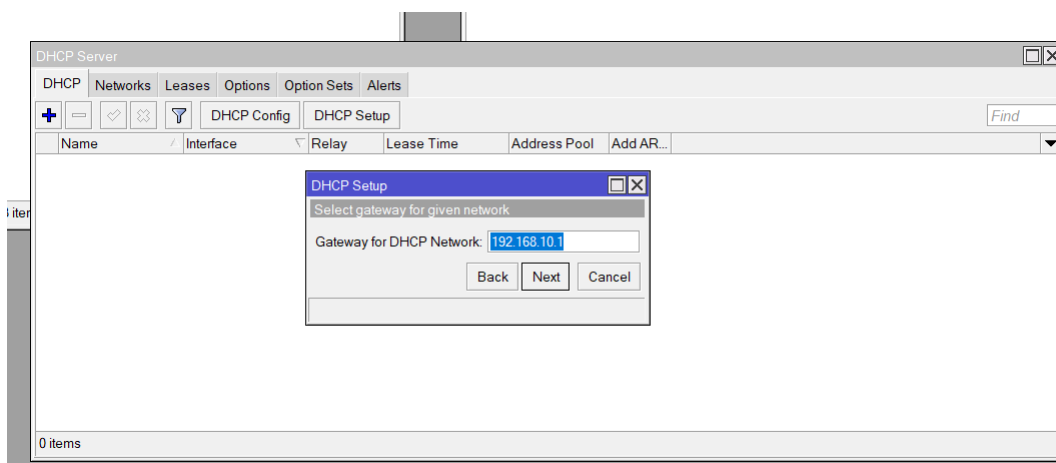 DHCP Server
DHCP Networks Leases Options Option Sets Alerts
DHCP Config DHCP Setup Find
Name Interface Relay Lease Time Address Pool Add AR...
DHCP Setup
Select gateway for given network
Gateway for DHCP Network: 192.168.10.1
Back Next Cancel
0 items